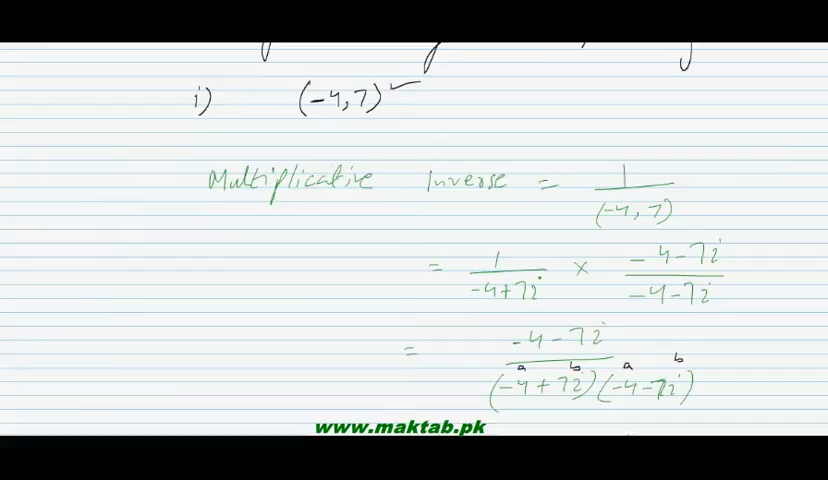 i) (-4, 7)
Multiplicative Inverse = 1/(-4, 7)
= 1/(-4+7i) × (-4-7i)/(-4-7i)
= -4-7i
a b a b
(-4+7i)(-4-7i)
www.maktab.pk